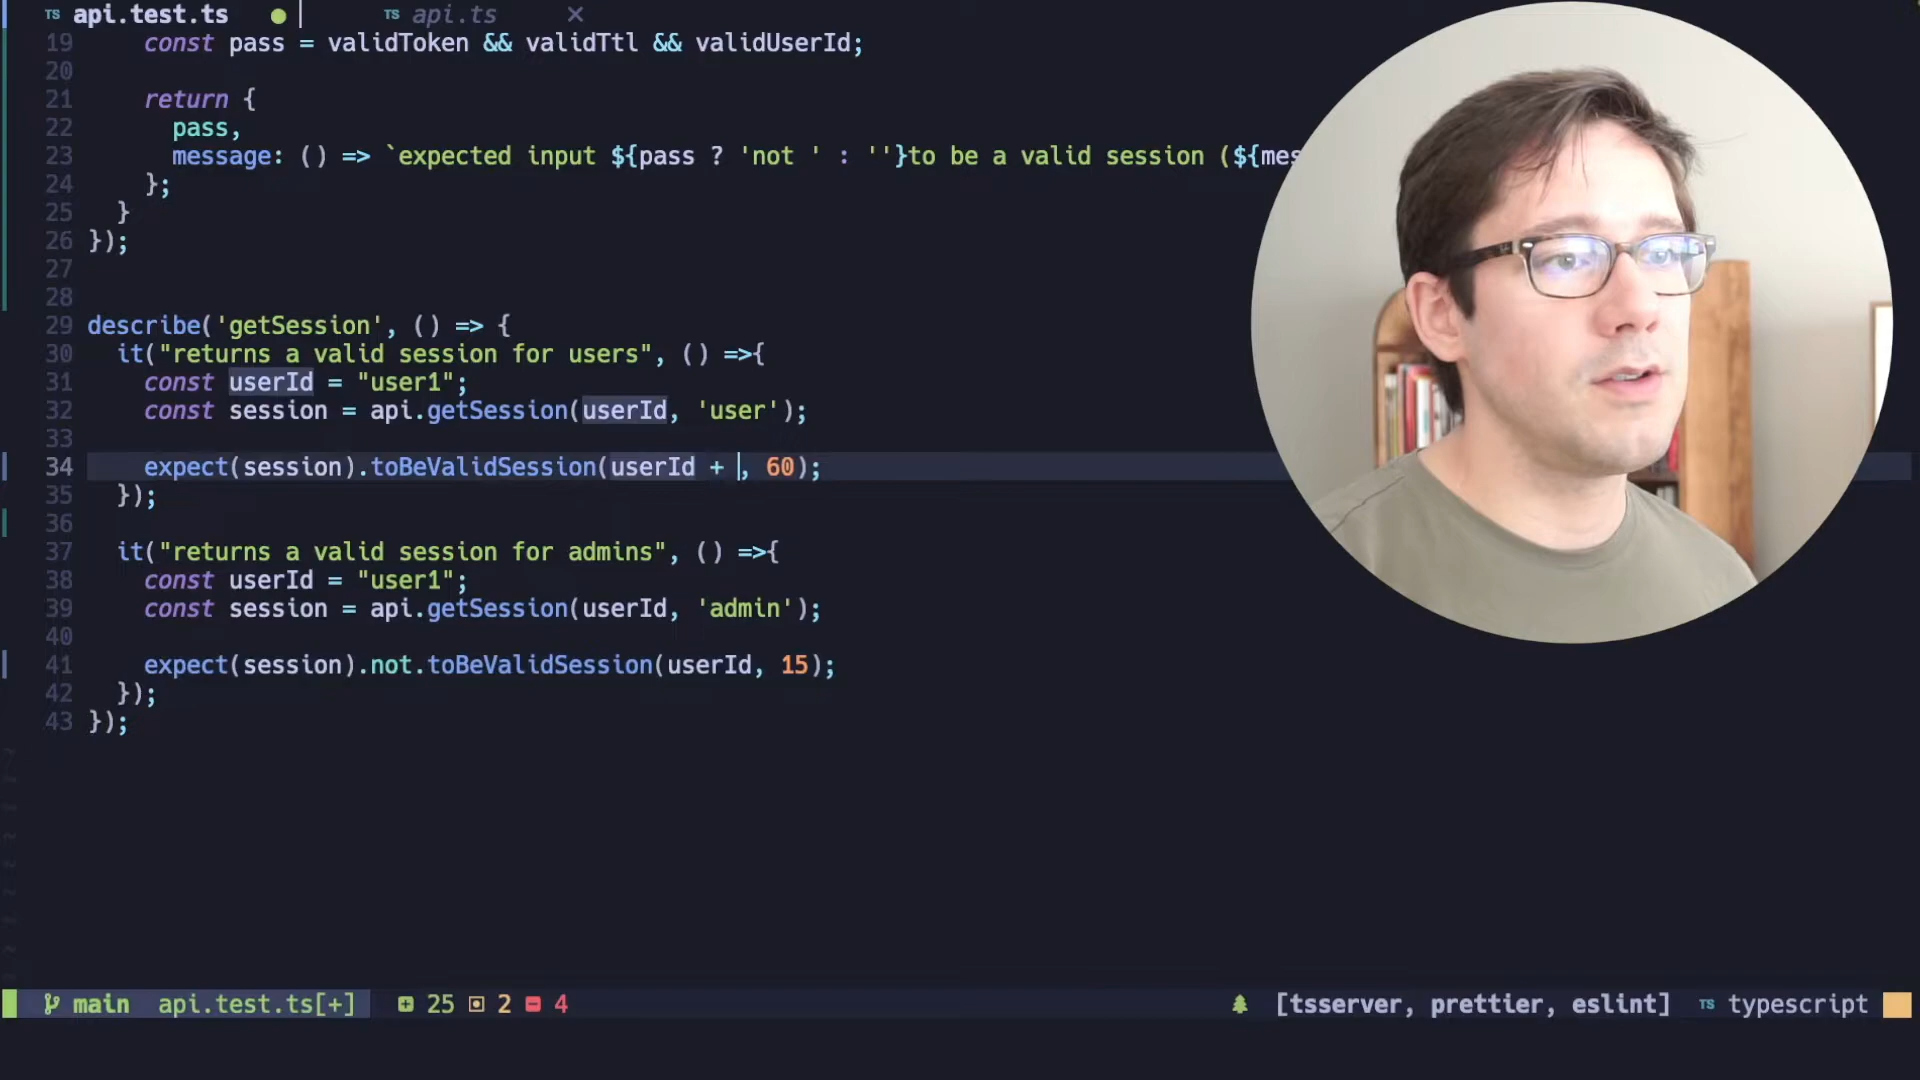 TS api.test.ts ● TS api.ts ×
19 const pass = validToken && validTtl && validUserId;
20
21 return {
22 pass,
23 message: () => `expected input ${pass ? 'not ' : ''}to be a valid session (${mes
24 };
25 }
26 });
27
28
29 describe('getSession', () => {
30 it("returns a valid session for users", () =>{
31 const userId = "user1";
32 const session = api.getSession(userId, 'user');
33
34 expect(session).toBeValidSession(userId + , 60);
35 });
36
37 it("returns a valid session for admins", () =>{
38 const userId = "user1";
39 const session = api.getSession(userId, 'admin');
40
41 expect(session).not.toBeValidSession(userId, 15);
42 });
43 });
~
~
~
~
~
~
~
~
main api.test.ts[+] 25 2 4 [tsserver, prettier, eslint] TS typescript